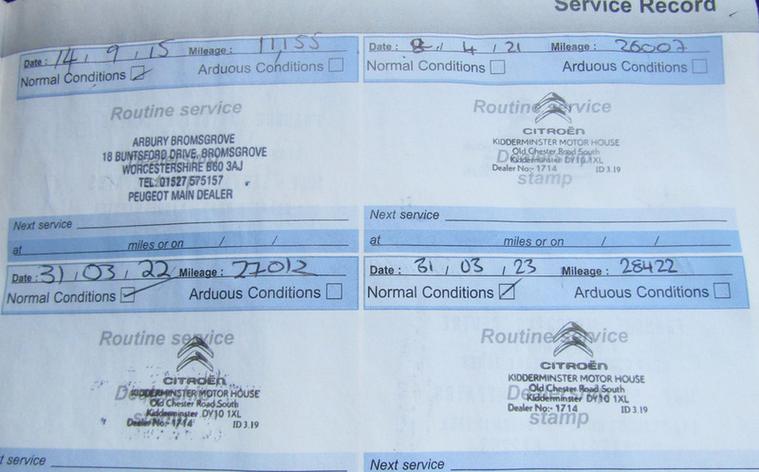 Service Record
Date: 14, 9, 15 Mileage: 11,155
Normal Conditions Arduous Conditions
Routine service
ARBURY BROMSGROVE
18 BUNTSFORD DRIVE, BROMSGROVE
WORCESTERSHIRE B60 3AJ
TEL: 01527 575157
PEUGEOT MAIN DEALER
Next service
at miles or on / /
Date: 8, 4, 21 Mileage: 26007
Normal Conditions Arduous Conditions
Routine service
CITROËN
KIDDERMINSTER MOTOR HOUSE
Old Chester Road South
Kidderminster DY10 1XL
Dealer No:- 1714 ID 3.19
stamp
Next service
at miles or on / /
Date: 31, 03, 22 Mileage: 27012
Normal Conditions Arduous Conditions
Routine service
CITROËN
KIDDERMINSTER MOTOR HOUSE
Old Chester Road South
Kidderminster DY10 1XL
Dealer No:- 1714 ID 3.19
stamp
t service
Date: 31, 03, 23 Mileage: 28422
Normal Conditions Arduous Conditions
Routine service
CITROËN
KIDDERMINSTER MOTOR HOUSE
Old Chester Road South
Kidderminster DY10 1XL
Dealer No:- 1714 ID 3.19
stamp
Next service